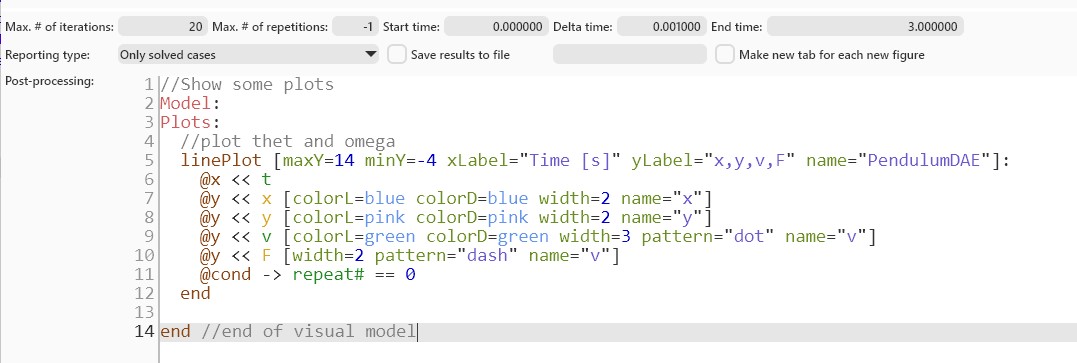 Max. # of iterations: 20 Max. # of repetitions: -1 Start time: 0.000000 Delta time: 0.001000 End time: 3.000000
Reporting type: Only solved cases Save results to file Make new tab for each new figure
Post-processing:
1 //Show some plots
2 Model:
3 Plots:
4 //plot thet and omega
5 linePlot [maxY=14 minY=-4 xLabel="Time [s]" yLabel="x,y,v,F" name="PendulumDAE"]:
6 @x << t
7 @y << x [colorL=blue colorD=blue width=2 name="x"]
8 @y << y [colorL=pink colorD=pink width=2 name="y"]
9 @y << v [colorL=green colorD=green width=3 pattern="dot" name="v"]
10 @y << F [width=2 pattern="dash" name="v"]
11 @cond -> repeat# == 0
12 end
13
14 end //end of visual model